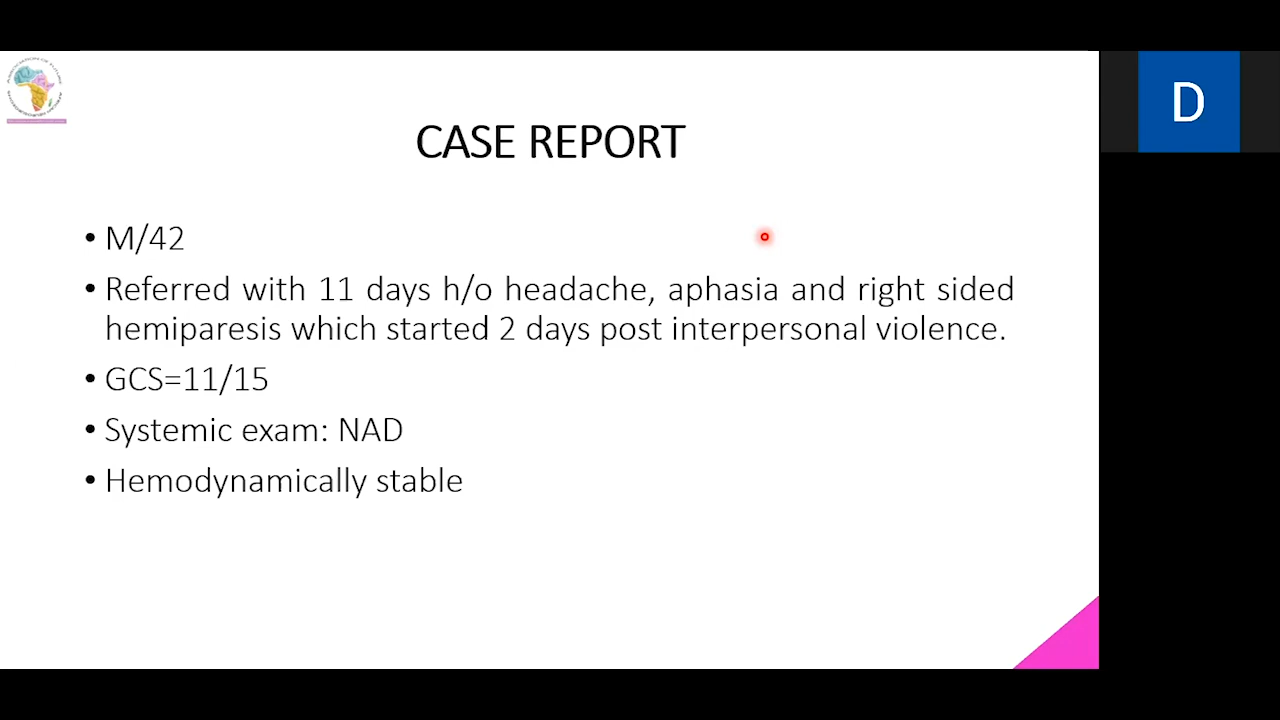 CASE REPORT
D
• M/42
• Referred with 11 days h/o headache, aphasia and right sided
hemiparesis which started 2 days post interpersonal violence.
• GCS=11/15
• Systemic exam: NAD
• Hemodynamically stable